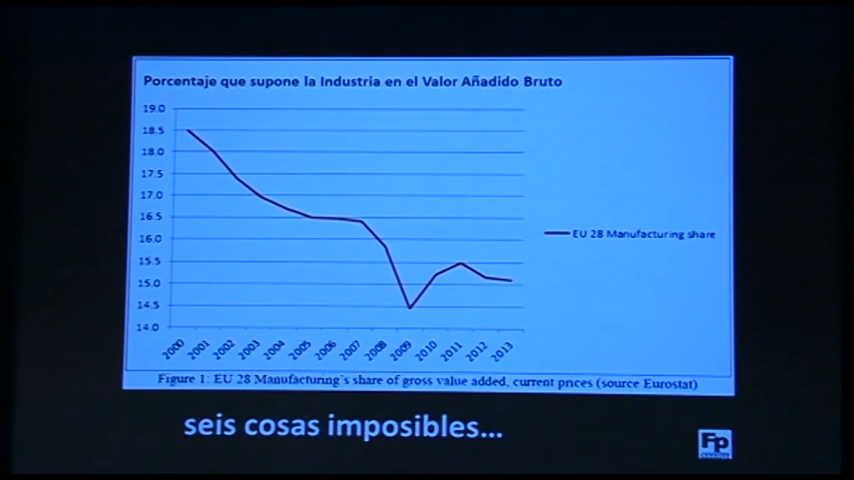 Porcentaje que supone la Industria en el Valor Añadido Bruto
19.0
18.5
18.0
17.5
17.0
16.5
16.0
15.5
15.0
14.5
14.0
2000 2001 2002 2003 2004 2005 2006 2007 2008 2009 2010 2011 2012 2013
EU 28 Manufacturing share
Figure 1: EU 28 Manufacturing's share of gross value added, current prices (source Eurostat)
seis cosas imposibles...
Fp